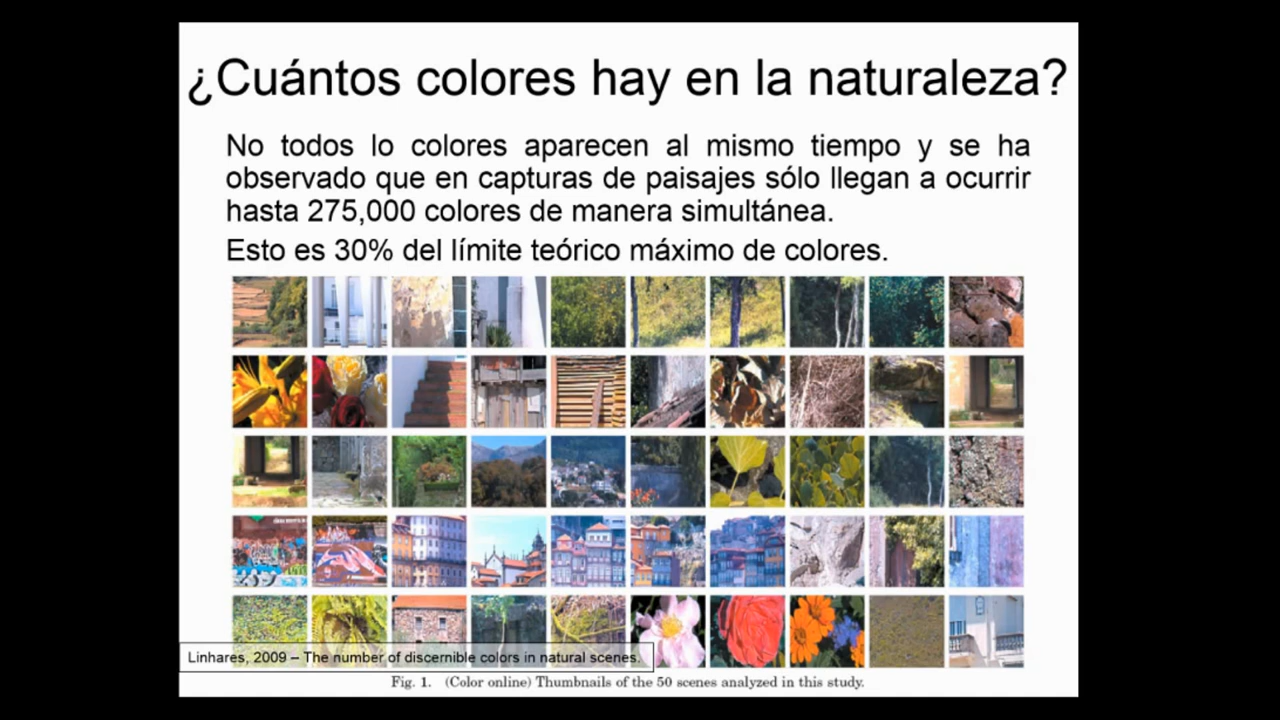 ¿Cuántos colores hay en la naturaleza?
No todos lo colores aparecen al mismo tiempo y se ha
observado que en capturas de paisajes sólo llegan a ocurrir
hasta 275,000 colores de manera simultánea.
Esto es 30% del límite teórico máximo de colores.
Linhares, 2009 – The number of discernible colors in natural scenes.
Fig. 1. (Color online) Thumbnails of the 50 scenes analyzed in this study.